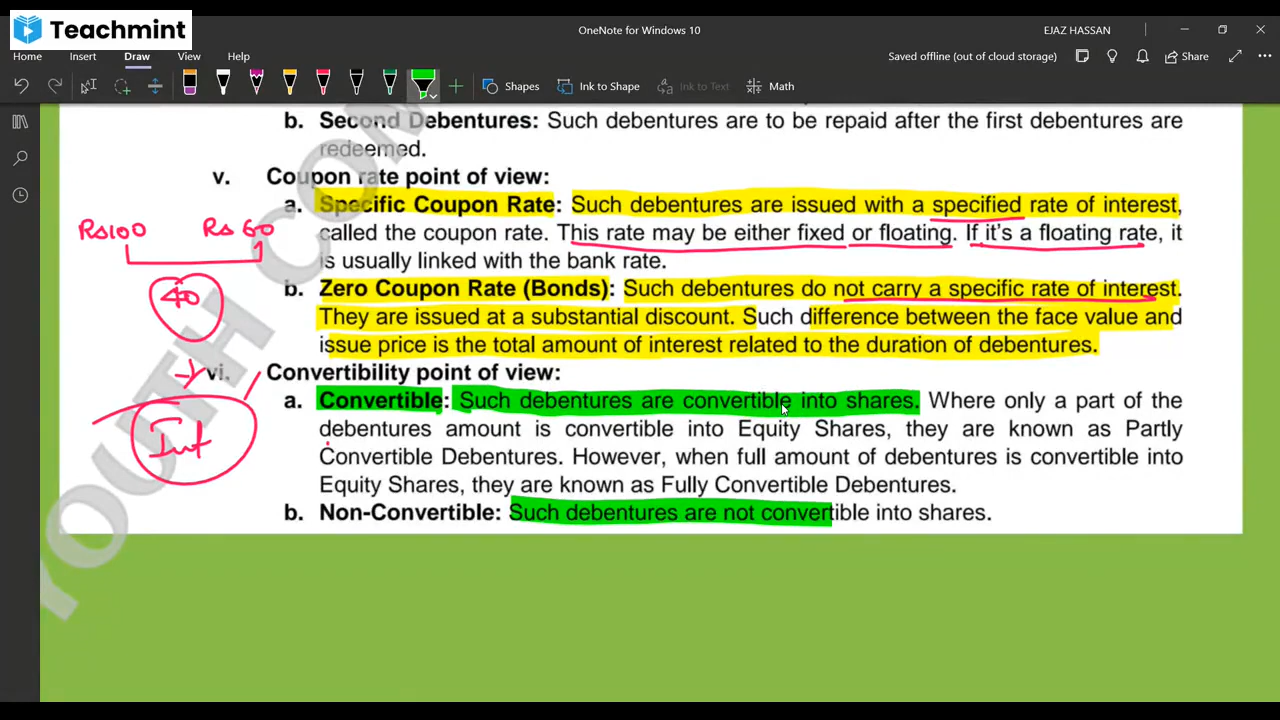 Teachmint
OneNote for Windows 10
EJAZ HASSAN
Home Insert Draw View Help
Saved offline (out of cloud storage)
Share
Shapes
Ink to Shape
Ink to Text
Math
b. Second Debentures: Such debentures are to be repaid after the first debentures are
redeemed.
v. Coupon rate point of view:
a. Specific Coupon Rate: Such debentures are issued with a specified rate of interest,
called the coupon rate. This rate may be either fixed or floating. If it's a floating rate, it
is usually linked with the bank rate.
b. Zero Coupon Rate (Bonds): Such debentures do not carry a specific rate of interest.
They are issued at a substantial discount. Such difference between the face value and
issue price is the total amount of interest related to the duration of debentures.
vi. Convertibility point of view:
a. Convertible: Such debentures are convertible into shares. Where only a part of the
debentures amount is convertible into Equity Shares, they are known as Partly
Convertible Debentures. However, when full amount of debentures is convertible into
Equity Shares, they are known as Fully Convertible Debentures.
b. Non-Convertible: Such debentures are not convertible into shares.
Rs100 Rs 60
40
Int
YOUTH COM